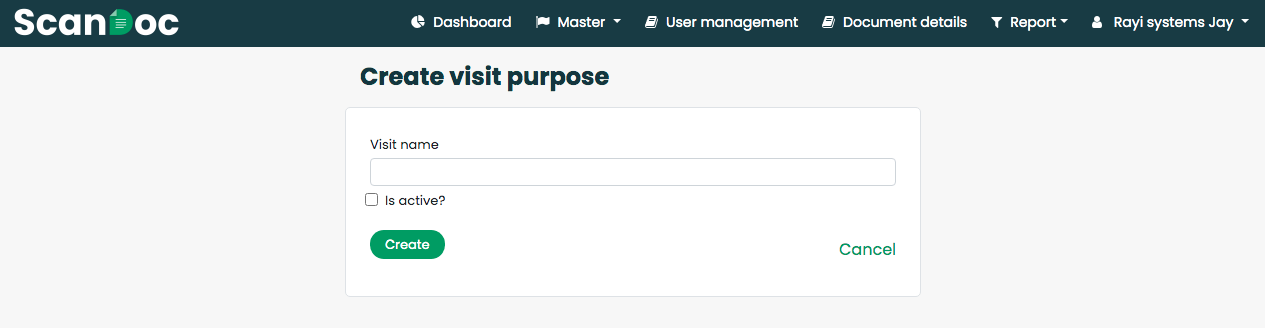 ScanDoc Dashboard Master User management Document details Report Rayi systems Jay
Create visit purpose
Visit name
Is active?
Create Cancel